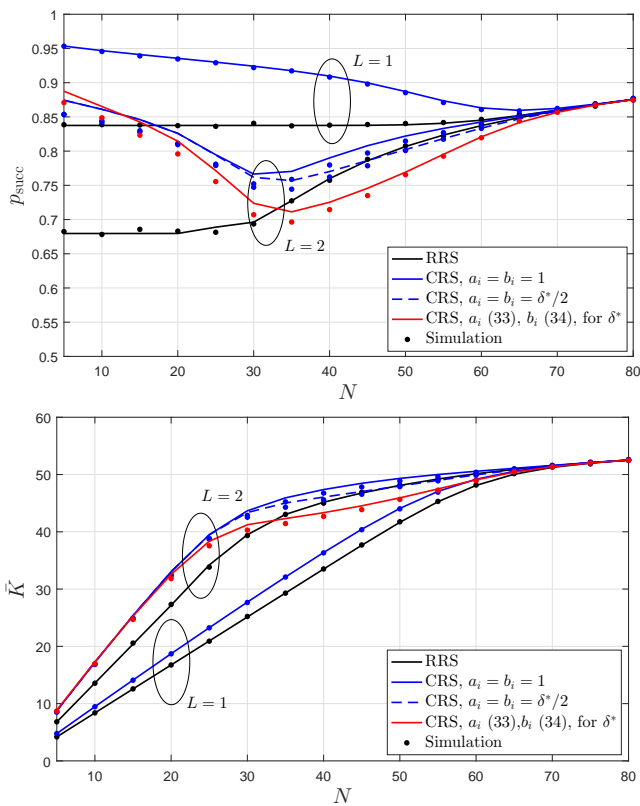 1
0.95
0.9
0.85
0.8
0.75
0.7
0.65
0.6
0.55
0.5
p_succ
L = 1
L = 2
RRS
CRS, a_i = b_i = 1
CRS, a_i = b_i = δ*/2
CRS, a_i (33), b_i (34), for δ*
Simulation
10 20 30 40 50 60 70 80
N
60
50
40
30
20
10
0
K̄
L = 2
L = 1
RRS
CRS, a_i = b_i = 1
CRS, a_i = b_i = δ*/2
CRS, a_i (33),b_i (34), for δ*
Simulation
10 20 30 40 50 60 70 80
N